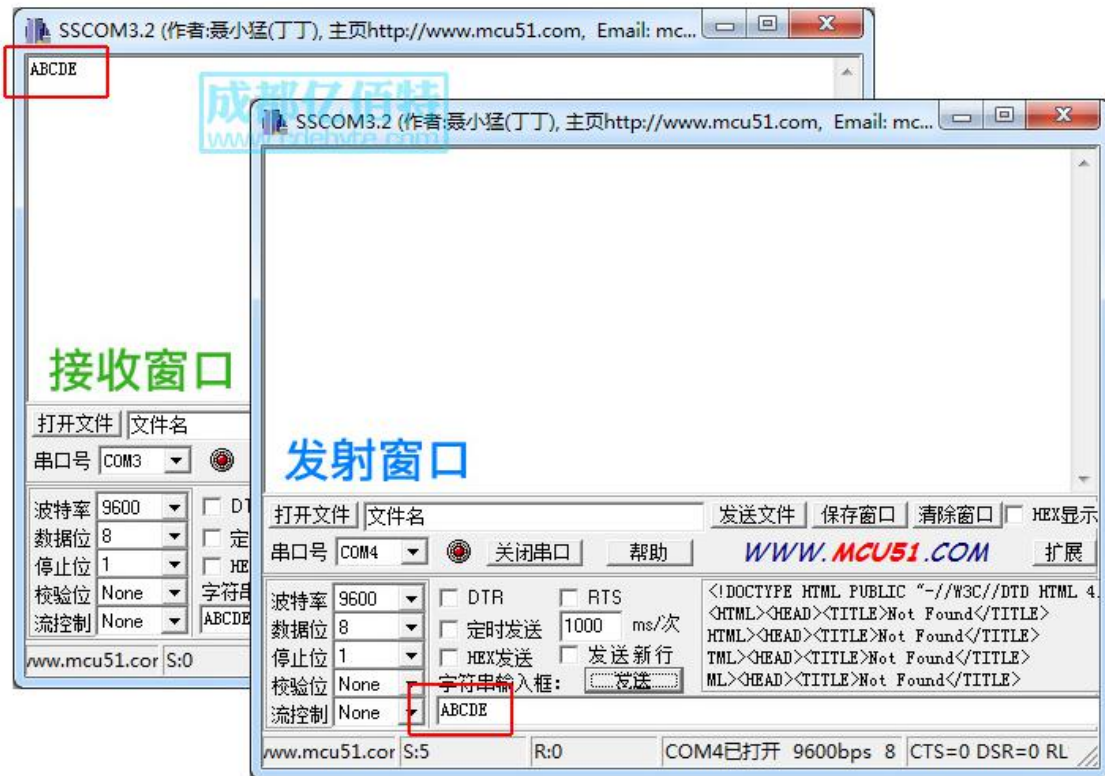 SSCOM3.2 (作者:聂小猛(丁丁), 主页http://www.mcu51.com, Email: mc...
ABCDE
成都亿佰特
www.cdebyte.com
接收窗口
打开文件 文件名
串口号 COM3
波特率 9600
数据位 8
停止位 1
校验位 None
流控制 None
DT
定
HE
字符串
ABCDE
www.mcu51.cor S:0
SSCOM3.2 (作者:聂小猛(丁丁), 主页http://www.mcu51.com, Email: mc...
发射窗口
打开文件 文件名 发送文件 保存窗口 清除窗口 HEX显示
串口号 COM4 关闭串口 帮助 WWW.MCU51.COM 扩展
波特率 9600 DTR RTS
数据位 8 定时发送 1000 ms/次
停止位 1 HEX发送 发送新行
校验位 None 字符串输入框: 发送
流控制 None ABCDE
<!DOCTYPE HTML PUBLIC "-//W3C//DTD HTML 4.
<HTML><HEAD><TITLE>Not Found</TITLE>
HTML><HEAD><TITLE>Not Found</TITLE>
TML><HEAD><TITLE>Not Found</TITLE>
ML><HEAD><TITLE>Not Found</TITLE>
www.mcu51.cor S:5 R:0 COM4已打开 9600bps 8 CTS=0 DSR=0 RL